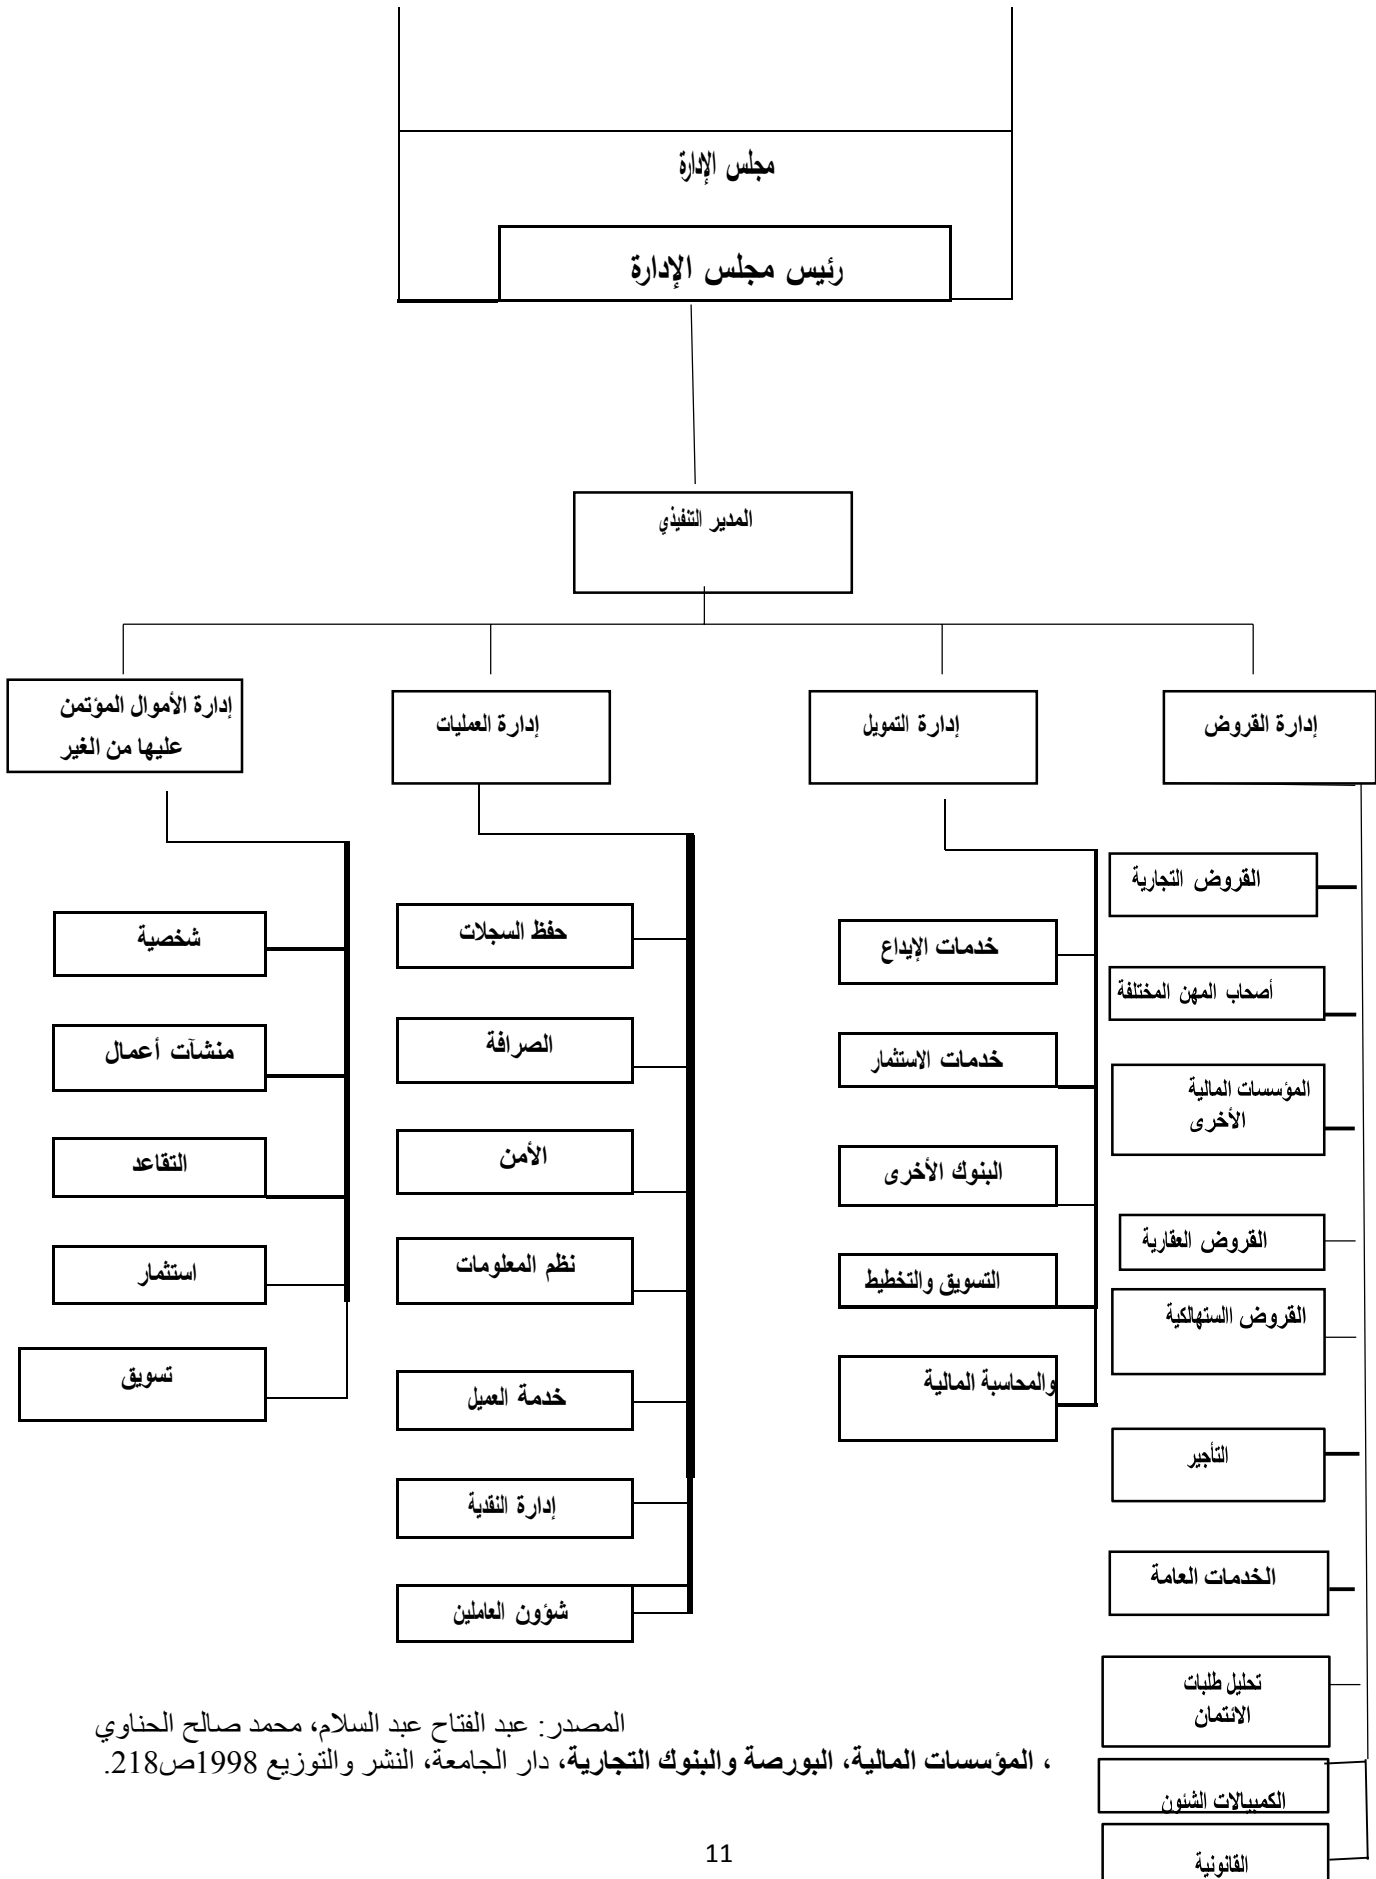 مجلس الإدارة
رئيس مجلس الإدارة
المدير التنفيذي
إدارة القروض
إدارة التمويل
إدارة العمليات
إدارة الأموال المؤتمن
عليها من الغير
القروض التجارية
أصحاب المهن المختلفة
المؤسسات المالية
الأخرى
القروض العقارية
القروض االستهالكية
التأجير
الخدمات العامة
تحليل طلبات
الائتمان
الكمبيالات الشئون
القانونية
خدمات الإيداع
خدمات الاستثمار
البنوك الأخرى
التسويق والتخطيط
والمحاسبة المالية
حفظ السجلات
الصرافة
الأمن
نظم المعلومات
خدمة العميل
إدارة النقدية
شؤون العاملين
شخصية
منشآت أعمال
التقاعد
استثمار
تسويق
المصدر: عبد الفتاح عبد السلام، محمد صالح الحناوي
، المؤسسات المالية، البورصة والبنوك التجارية، دار الجامعة، النشر والتوزيع 1998ص218.
11